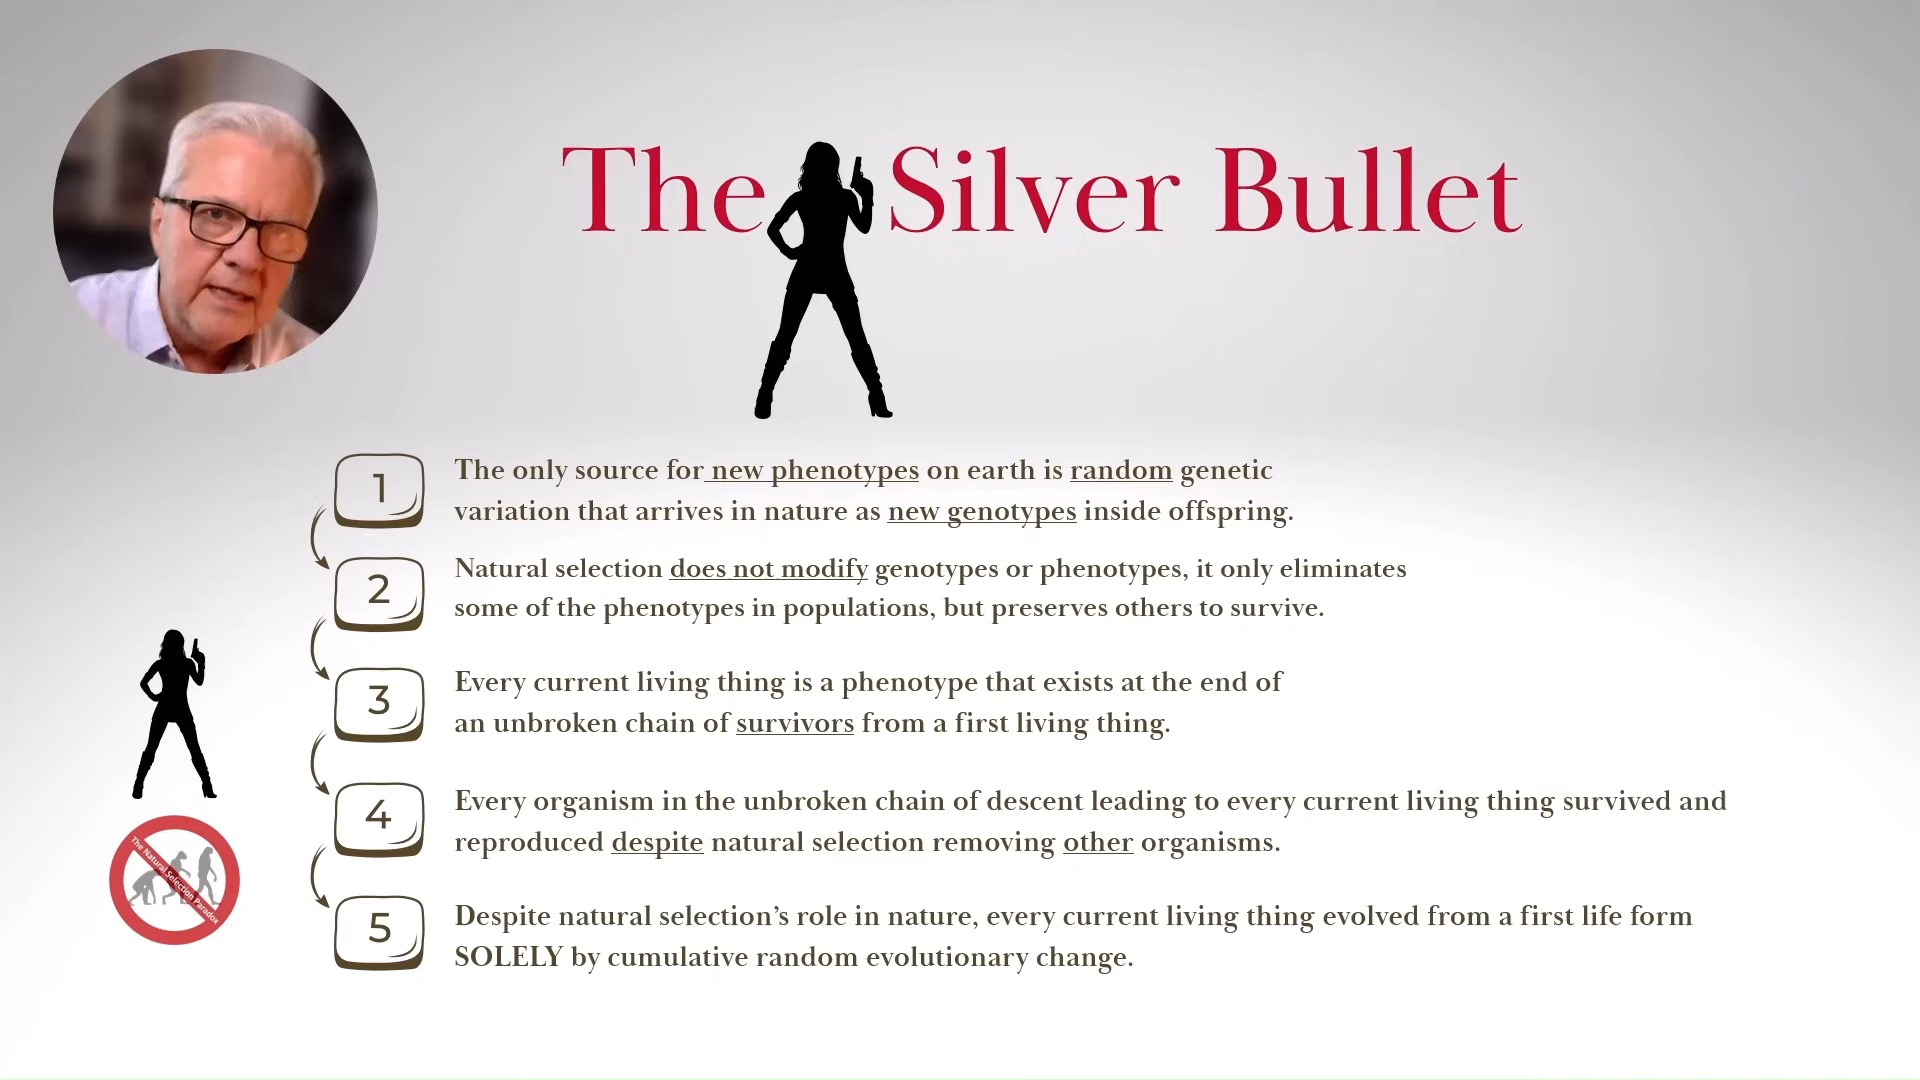 The Silver Bullet
1
The only source for new phenotypes on earth is random genetic
variation that arrives in nature as new genotypes inside offspring.
2
Natural selection does not modify genotypes or phenotypes, it only eliminates
some of the phenotypes in populations, but preserves others to survive.
3
Every current living thing is a phenotype that exists at the end of
an unbroken chain of survivors from a first living thing.
4
Every organism in the unbroken chain of descent leading to every current living thing survived and
reproduced despite natural selection removing other organisms.
The Natural Selection Paradox
5
Despite natural selection’s role in nature, every current living thing evolved from a first life form
SOLELY by cumulative random evolutionary change.